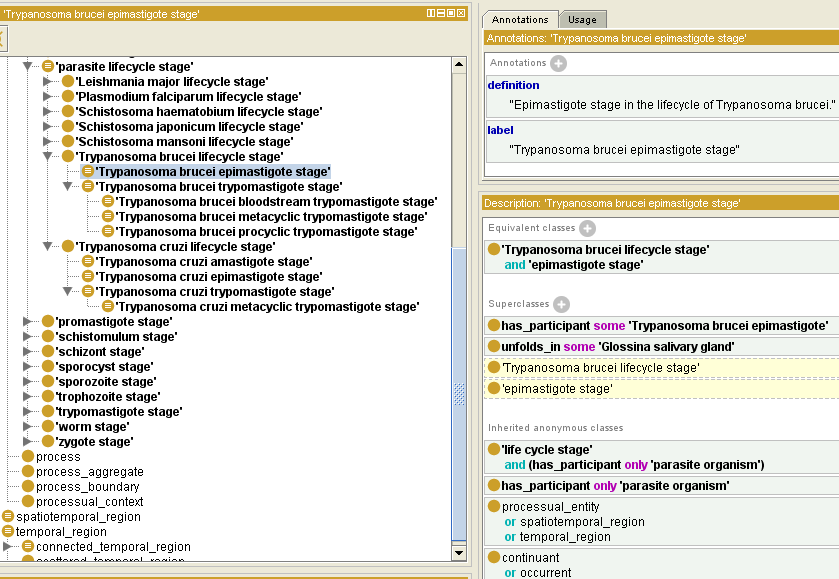 'Trypanosoma brucei epimastigote stage'
'parasite lifecycle stage'
'Leishmania major lifecycle stage'
'Plasmodium falciparum lifecycle stage'
'Schistosoma haematobium lifecycle stage'
'Schistosoma japonicum lifecycle stage'
'Schistosoma mansoni lifecycle stage'
'Trypanosoma brucei lifecycle stage'
'Trypanosoma brucei epimastigote stage'
'Trypanosoma brucei trypomastigote stage'
'Trypanosoma brucei bloodstream trypomastigote stage'
'Trypanosoma brucei metacyclic trypomastigote stage'
'Trypanosoma brucei procyclic trypomastigote stage'
'Trypanosoma cruzi lifecycle stage'
'Trypanosoma cruzi amastigote stage'
'Trypanosoma cruzi epimastigote stage'
'Trypanosoma cruzi trypomastigote stage'
'Trypanosoma cruzi metacyclic trypomastigote stage'
'promastigote stage'
'schistosomulum stage'
'schizont stage'
'sporocyst stage'
'sporozoite stage'
'trophozoite stage'
'trypomastigote stage'
'worm stage'
'zygote stage'
process
process_aggregate
process_boundary
processual_context
spatiotemporal_region
temporal_region
connected_temporal_region
scattered_temporal_region
Annotations Usage
Annotations: 'Trypanosoma brucei epimastigote stage'
Annotations
definition
"Epimastigote stage in the lifecycle of Trypanosoma brucei."
label
"Trypanosoma brucei epimastigote stage"
Description: 'Trypanosoma brucei epimastigote stage'
Equivalent classes
'Trypanosoma brucei lifecycle stage'
and 'epimastigote stage'
Superclasses
has_participant some 'Trypanosoma brucei epimastigote'
unfolds_in some 'Glossina salivary gland'
'Trypanosoma brucei lifecycle stage'
'epimastigote stage'
Inherited anonymous classes
'life cycle stage'
and (has_participant only 'parasite organism')
has_participant only 'parasite organism'
processual_entity
or spatiotemporal_region
or temporal_region
continuant
or occurrent